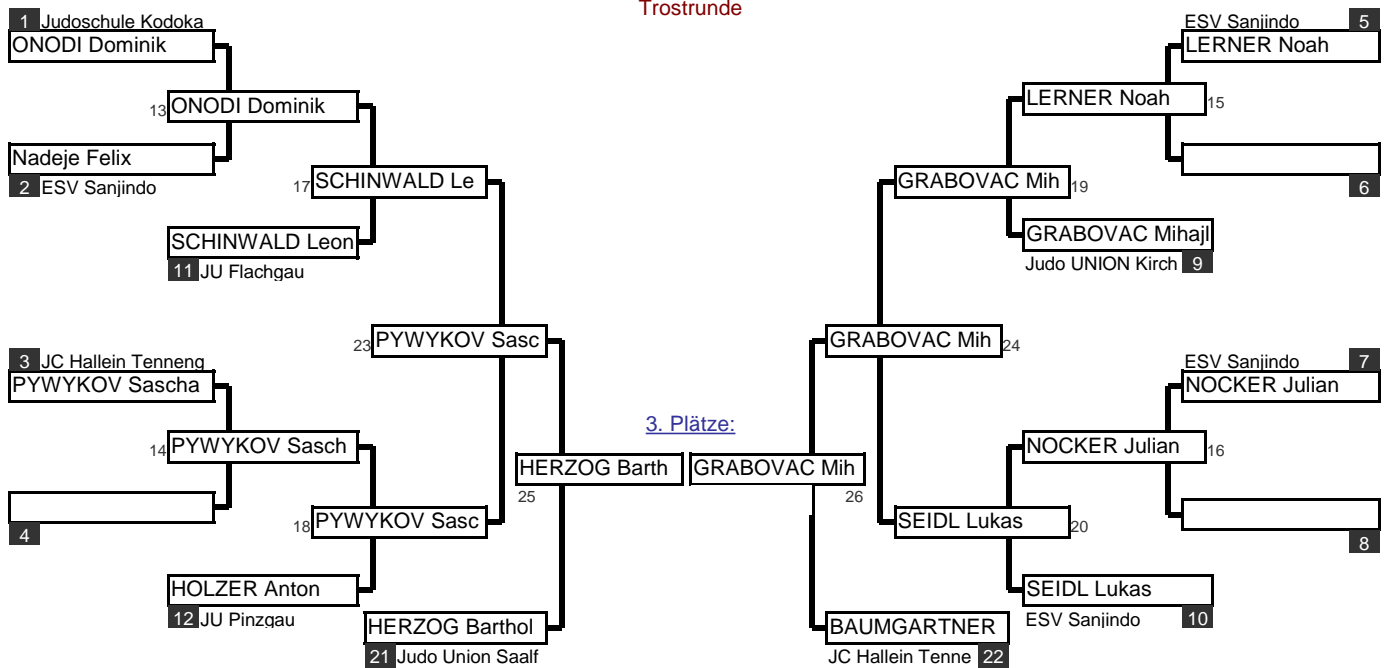 Trostrunde
1 Judoschule Kodoka
ONODI Dominik
13 ONODI Dominik
Nadeje Felix
2 ESV Sanjindo
17 SCHINWALD Le
SCHINWALD Leon
11 JU Flachgau
23 PYWYKOV Sasc
3 JC Hallein Tenneng
PYWYKOV Sascha
14 PYWYKOV Sasch
4
18 PYWYKOV Sasc
HOLZER Anton
12 JU Pinzgau
HERZOG Barthol
21 Judo Union Saalf
3. Plätze:
HERZOG Barth
25
GRABOVAC Mih
26
ESV Sanjindo 5
LERNER Noah
LERNER Noah 15
6
GRABOVAC Mih 19
GRABOVAC Mihajl
Judo UNION Kirch 9
GRABOVAC Mih 24
ESV Sanjindo 7
NOCKER Julian
NOCKER Julian 16
8
SEIDL Lukas 20
SEIDL Lukas
ESV Sanjindo 10
BAUMGARTNER
JC Hallein Tenne 22